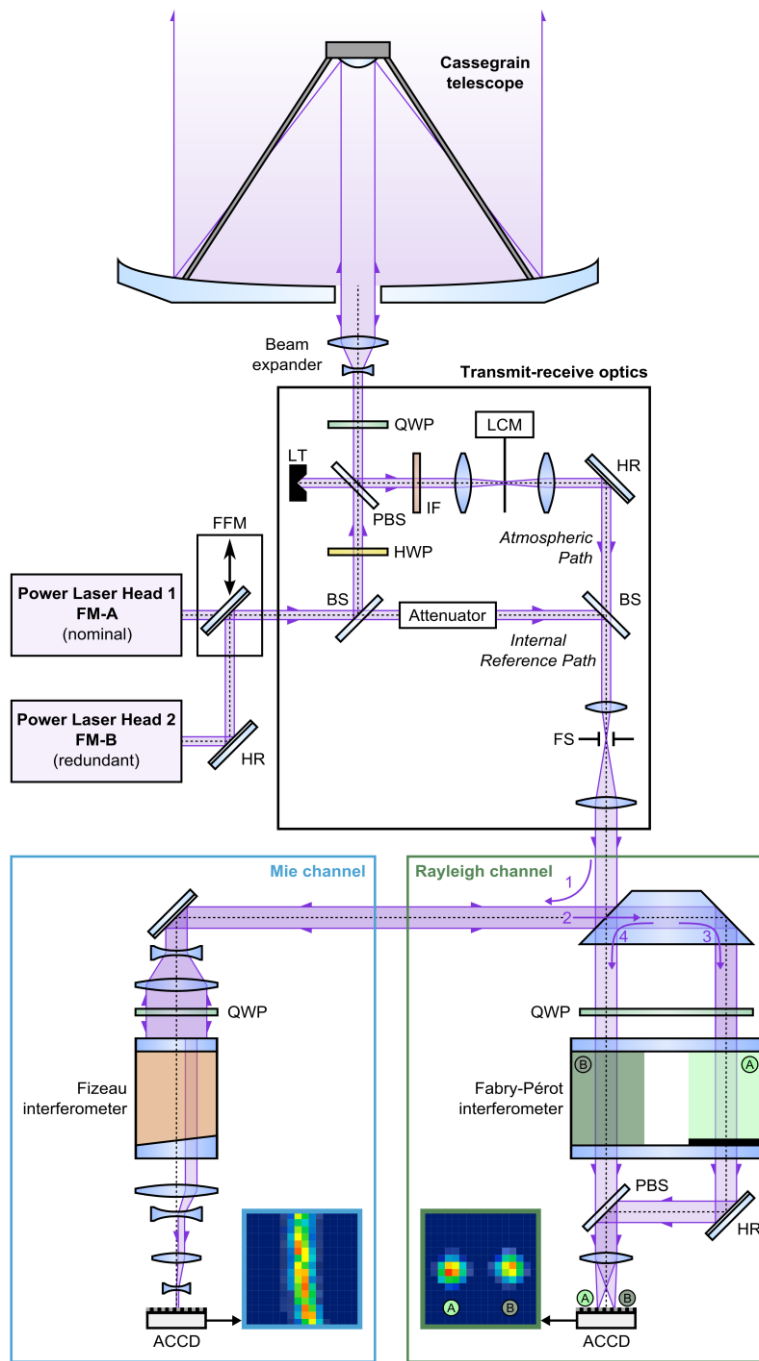 Cassegrain
telescope
Beam
expander
Transmit-receive optics
QWP
LCM
LT
HR
PBS
IF
FFM
HWP
Atmospheric
Path
Power Laser Head 1
FM-A
(nominal)
BS
Attenuator
BS
Internal
Reference Path
Power Laser Head 2
FM-B
(redundant)
HR
FS
Mie channel
Rayleigh channel
1
2
4
3
QWP
QWP
B
A
Fizeau
interferometer
Fabry-Pérot
interferometer
PBS
HR
A
B
A
B
ACCD
ACCD